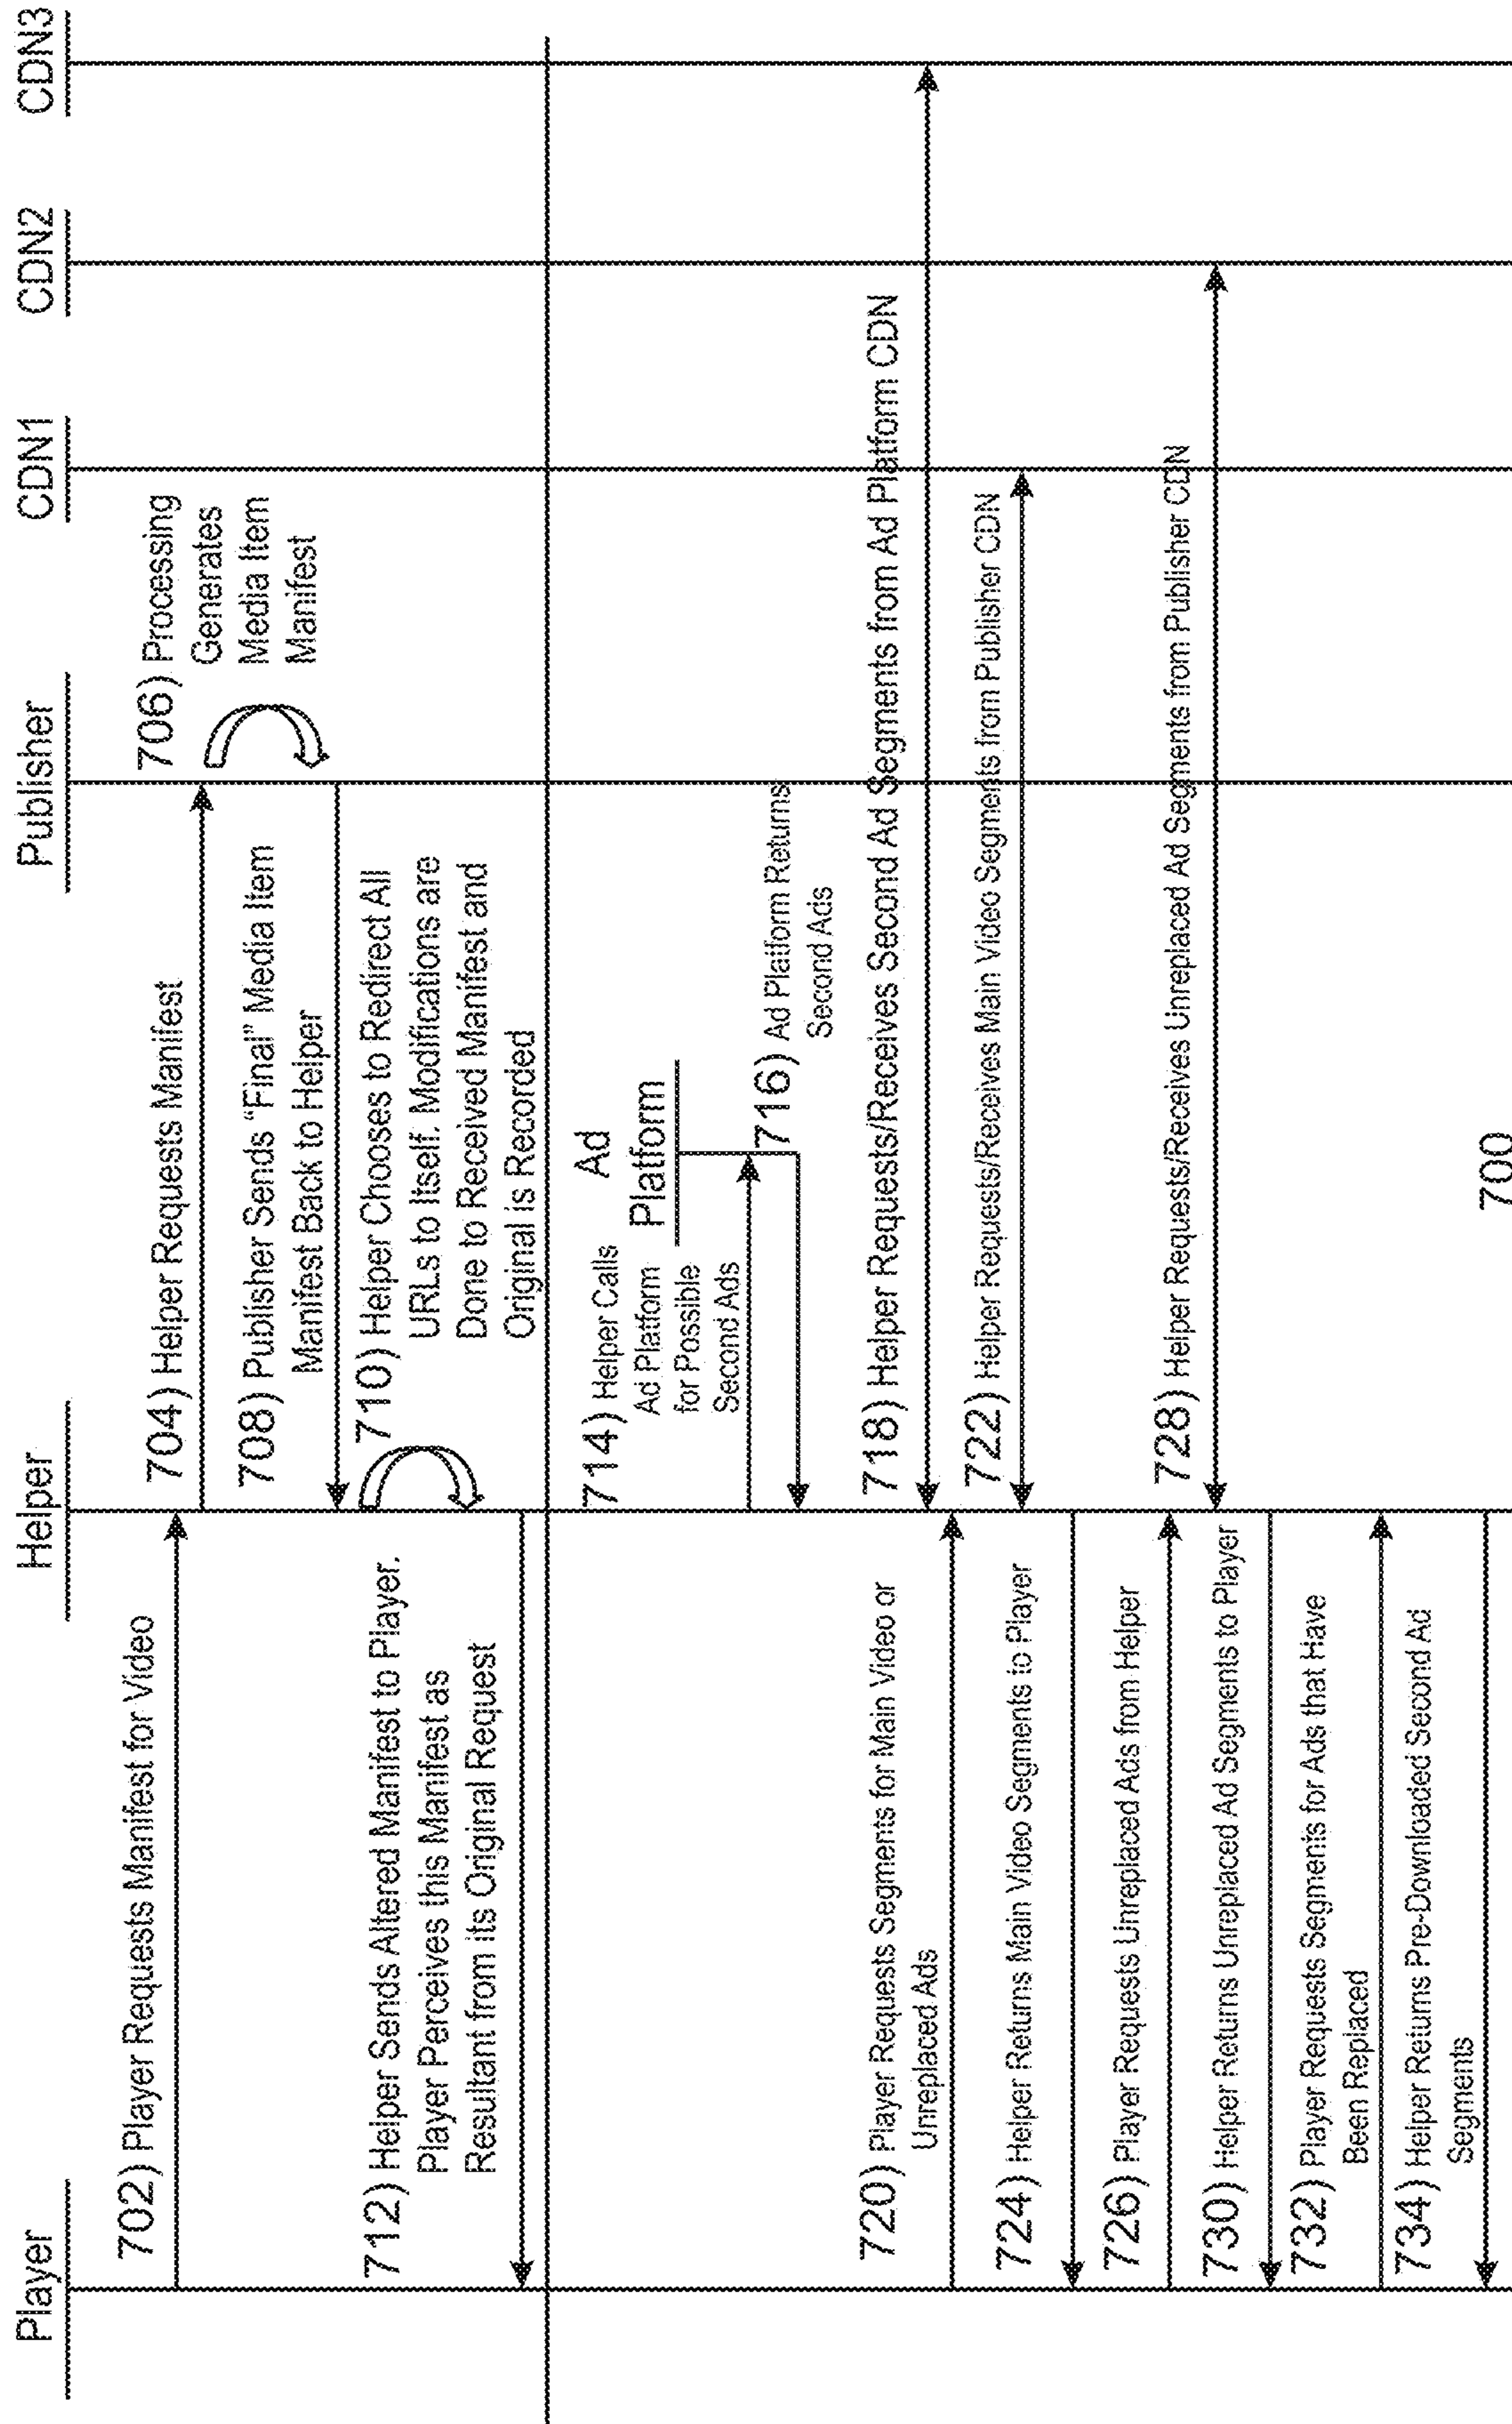 Player
Helper
Publisher
CDN1
CDN2
CDN3
702) Player Requests Manifest for Video
704) Helper Requests Manifest
706) Processing
Generates
Media Item
Manifest
708) Publisher Sends "Final" Media Item
Manifest Back to Helper
710) Helper Chooses to Redirect All
URLs to Itself. Modifications are
Done to Received Manifest and
Original is Recorded
712) Helper Sends Altered Manifest to Player.
Player Perceives this Manifest as
Resultant from its Original Request
Ad
Platform
714) Helper Calls
Ad Platform
for Possible
Second Ads
716) Ad Platform Returns
Second Ads
718) Helper Requests/Receives Second Ad Segments from Ad Platform CDN
720) Player Requests Segments for Main Video or
Unreplaced Ads
722) Helper Requests/Receives Main Video Segments from Publisher CDN
724) Helper Returns Main Video Segments to Player
726) Player Requests Unreplaced Ads from Helper
728) Helper Requests/Receives Unreplaced Ad Segments from Publisher CDN
730) Helper Returns Unreplaced Ad Segments to Player
732) Player Requests Segments for Ads that Have
Been Replaced
734) Helper Returns Pre-Downloaded Second Ad
Segments
700